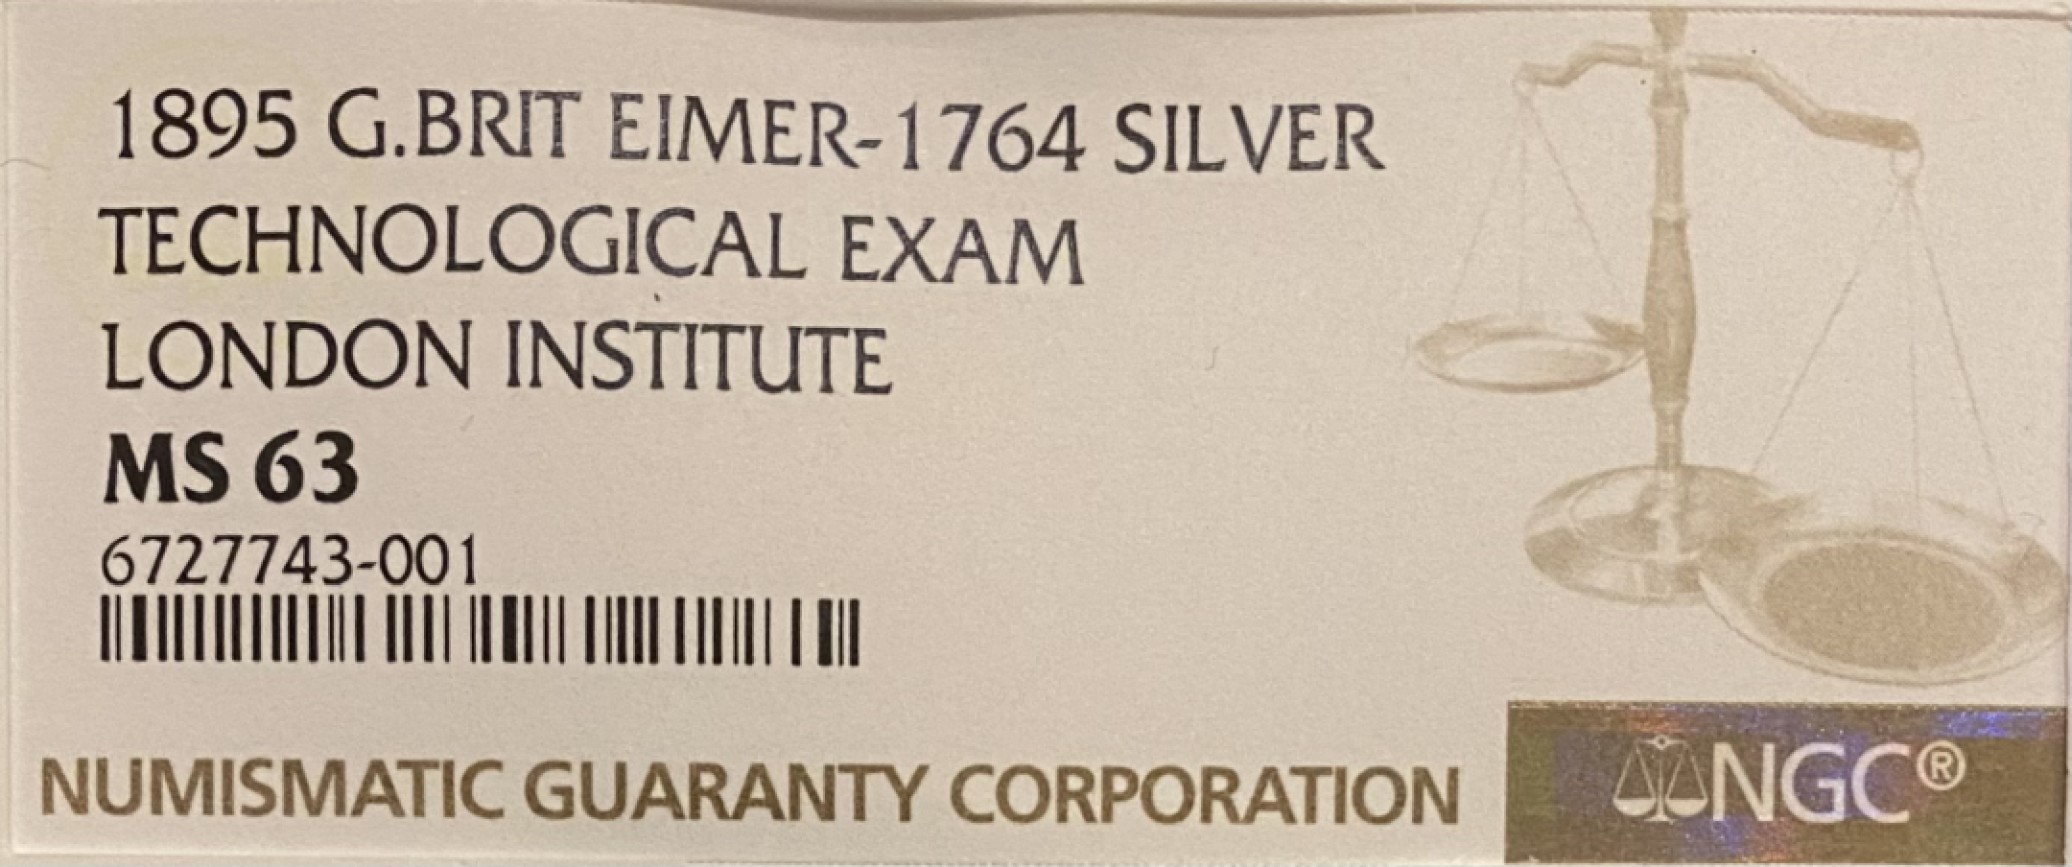 1895 G.BRIT EIMER-1764 SILVER
TECHNOLOGICAL EXAM
LONDON INSTITUTE
MS 63
6727743-001
NUMISMATIC GUARANTY CORPORATION
NGC®